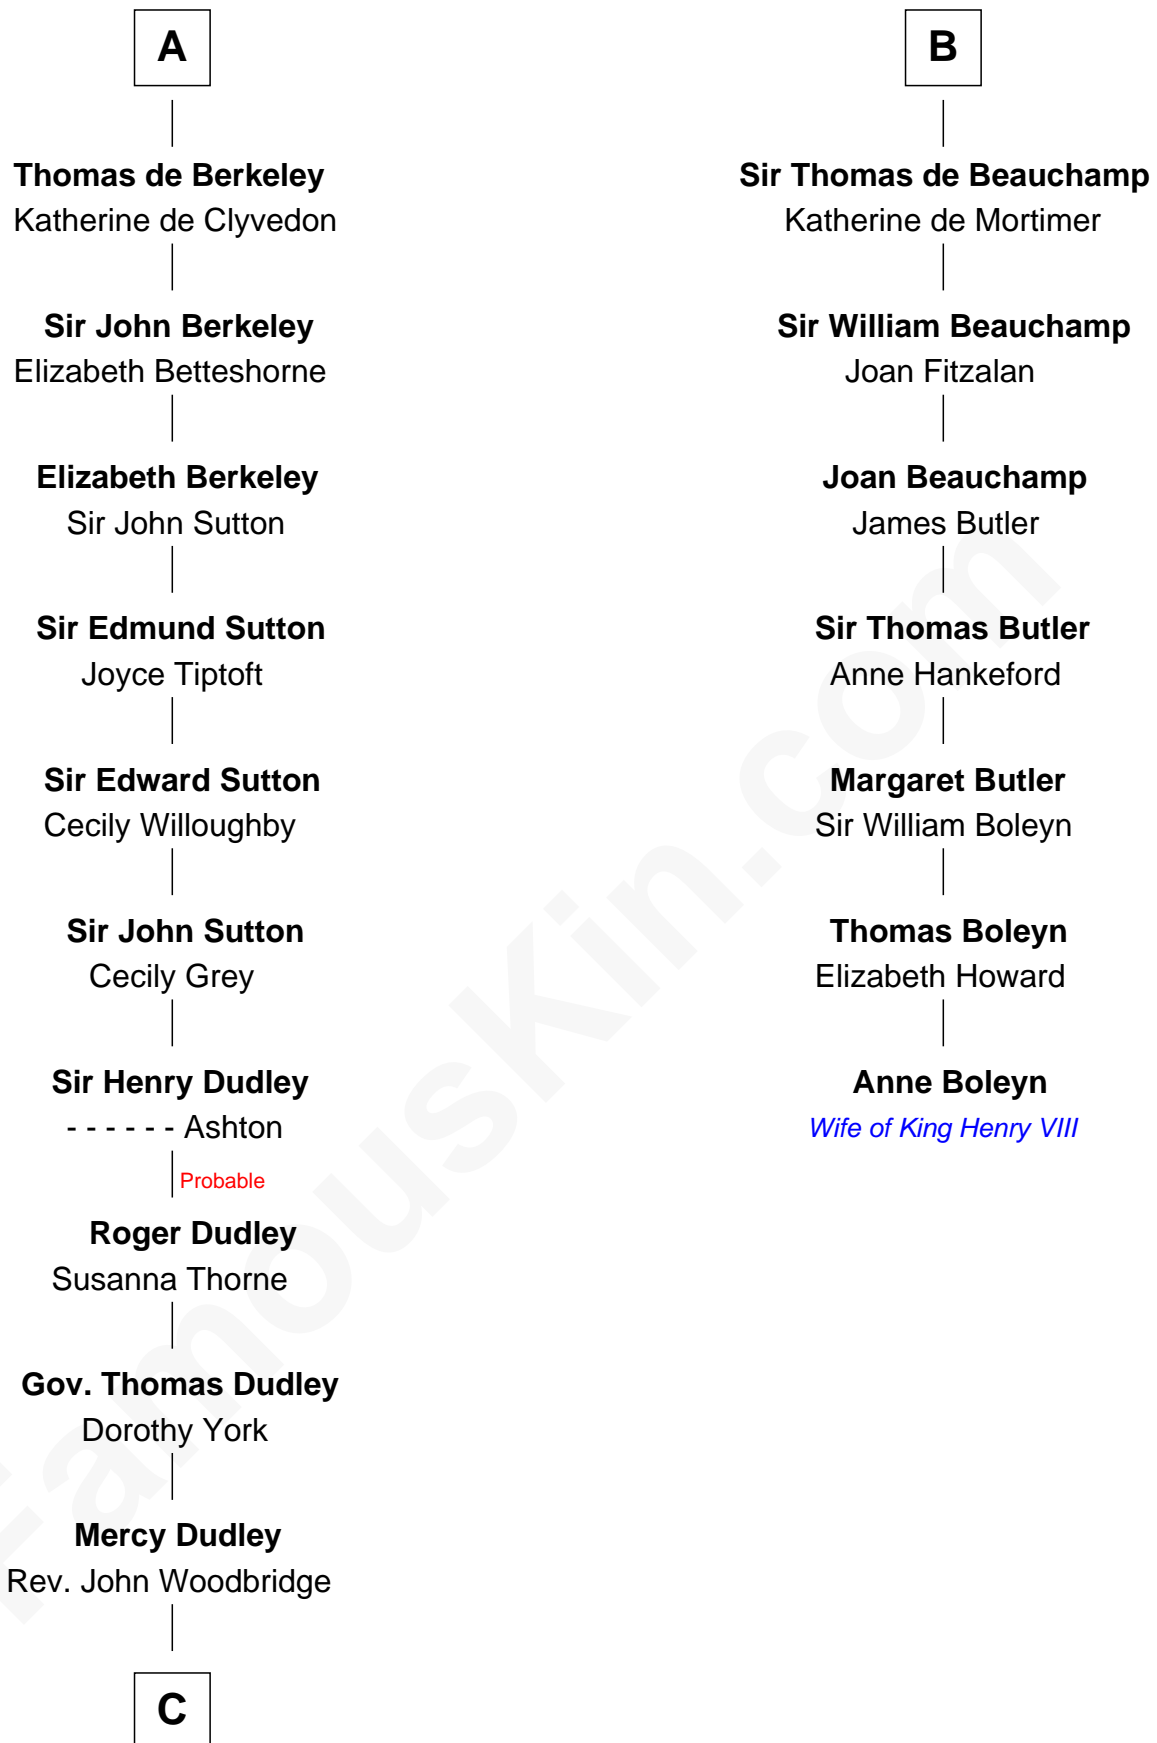 A
Thomas de Berkeley
Katherine de Clyvedon
Sir John Berkeley
Elizabeth Betteshorne
Elizabeth Berkeley
Sir John Sutton
Sir Edmund Sutton
Joyce Tiptoft
Sir Edward Sutton
Cecily Willoughby
Sir John Sutton
Cecily Grey
Sir Henry Dudley
- - - - - - Ashton
Probable
Roger Dudley
Susanna Thorne
Gov. Thomas Dudley
Dorothy York
Mercy Dudley
Rev. John Woodbridge
C
B
Sir Thomas de Beauchamp
Katherine de Mortimer
Sir William Beauchamp
Joan Fitzalan
Joan Beauchamp
James Butler
Sir Thomas Butler
Anne Hankeford
Margaret Butler
Sir William Boleyn
Thomas Boleyn
Elizabeth Howard
Anne Boleyn
Wife of King Henry VIII
FamousKin.com